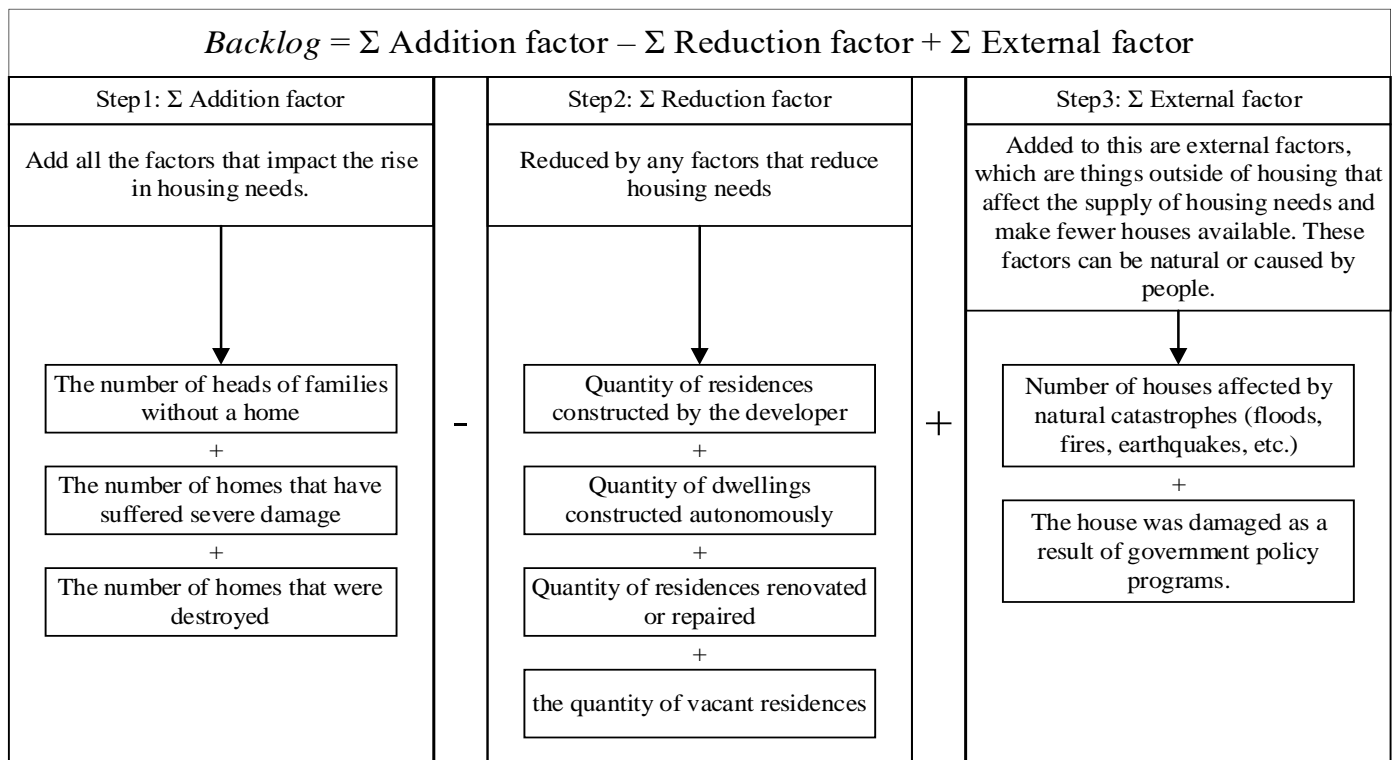 Backlog = Σ Addition factor – Σ Reduction factor + Σ External factor
Step1: Σ Addition factor
Add all the factors that impact the rise
in housing needs.
The number of heads of families
without a home
+
The number of homes that have
suffered severe damage
+
The number of homes that were
destroyed
-
Step2: Σ Reduction factor
Reduced by any factors that reduce
housing needs
Quantity of residences
constructed by the developer
+
Quantity of dwellings
constructed autonomously
+
Quantity of residences renovated
or repaired
+
the quantity of vacant residences
+
Step3: Σ External factor
Added to this are external factors,
which are things outside of housing that
affect the supply of housing needs and
make fewer houses available. These
factors can be natural or caused by
people.
Number of houses affected by
natural catastrophes (floods,
fires, earthquakes, etc.)
+
The house was damaged as a
result of government policy
programs.